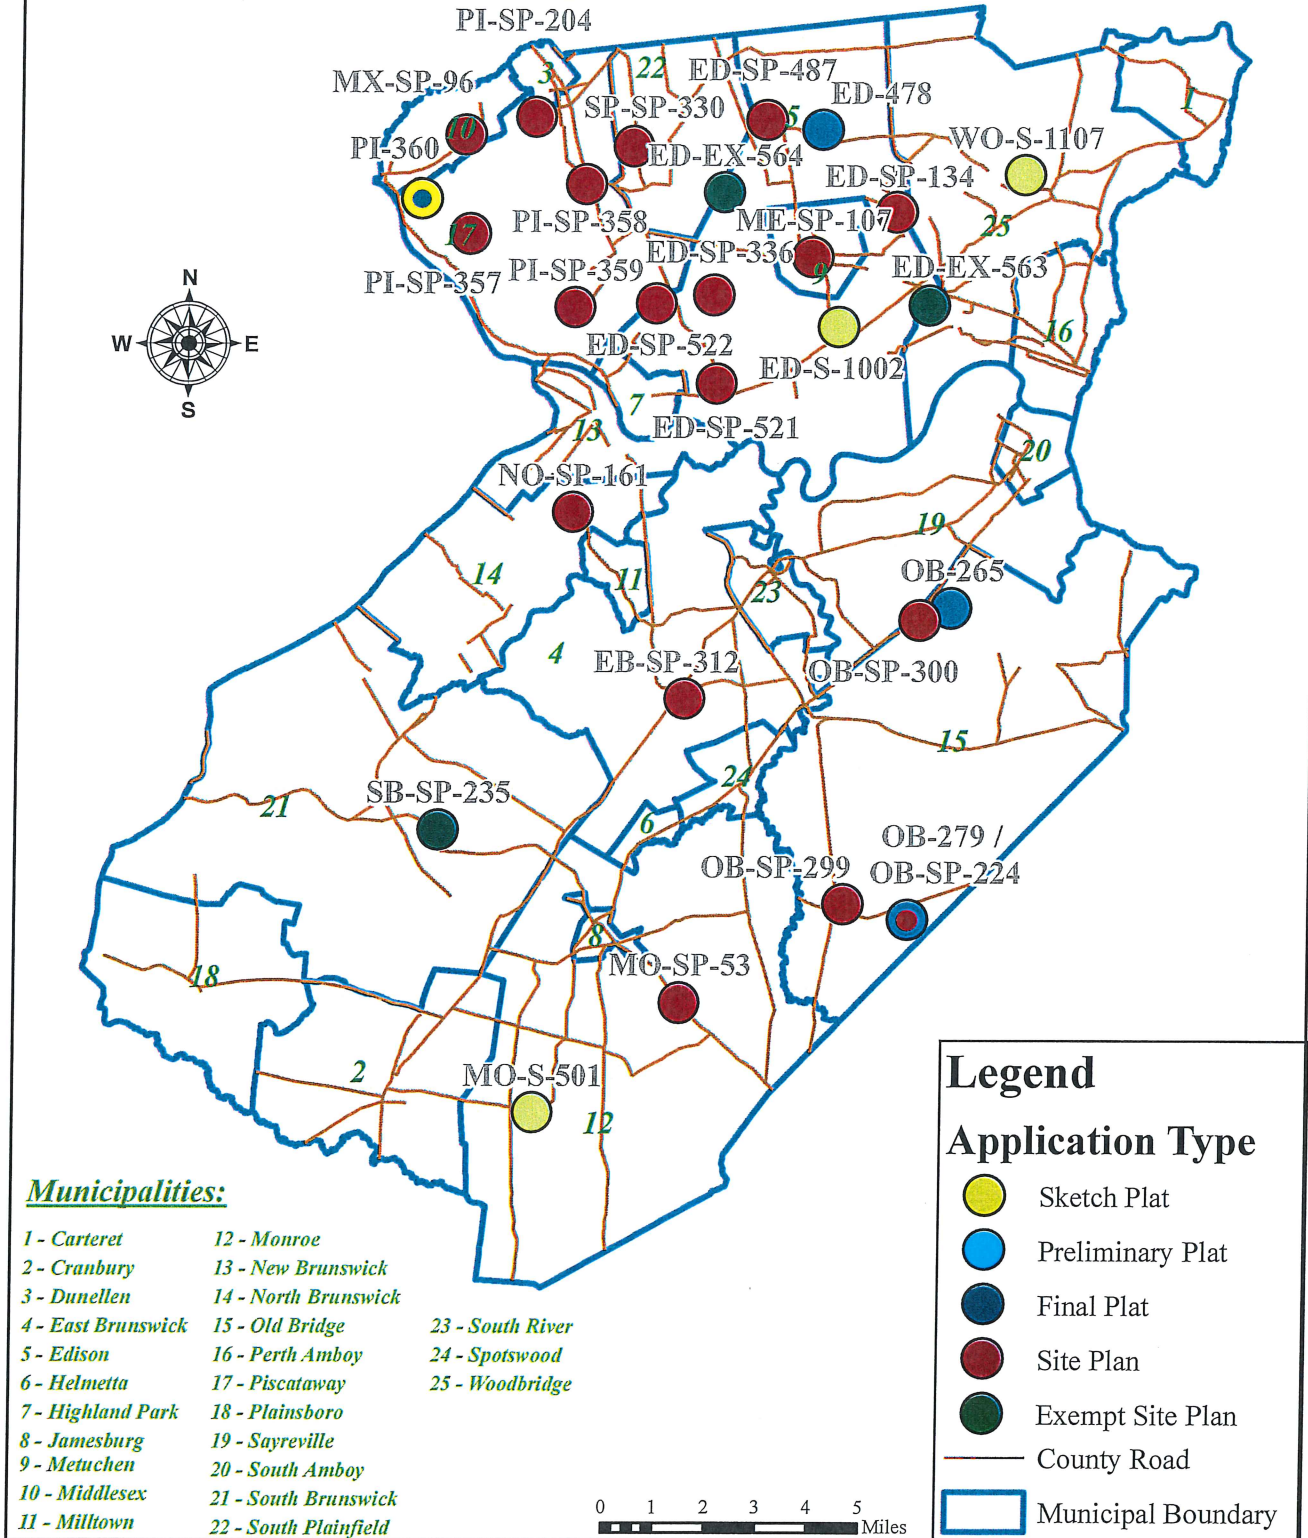 PI-SP-204
MX-SP-96
3
22
ED-SP-487
ED-478
SP-SP-330
5
1
10
PI-360
ED-EX-564
WO-S-1107
ED-SP-134
PI-SP-358
ME-SP-107
25
17
ED-SP-336
PI-SP-357
PI-SP-359
9
ED-EX-563
N
W
E
S
16
ED-SP-522
ED-S-1002
7
13
ED-SP-521
20
NO-SP-161
19
14
11
23
OB-265
4
EB-SP-312
OB-SP-300
15
24
SB-SP-235
21
6
OB-279 /
OB-SP-299
OB-SP-224
8
MO-SP-53
18
2
MO-S-501
12
Legend
Application Type
Sketch Plat
Preliminary Plat
Final Plat
Site Plan
Exempt Site Plan
County Road
Municipal Boundary
Municipalities:
1 - Carteret
2 - Cranbury
3 - Dunellen
4 - East Brunswick
5 - Edison
6 - Helmetta
7 - Highland Park
8 - Jamesburg
9 - Metuchen
10 - Middlesex
11 - Milltown
12 - Monroe
13 - New Brunswick
14 - North Brunswick
15 - Old Bridge
16 - Perth Amboy
17 - Piscataway
18 - Plainsboro
19 - Sayreville
20 - South Amboy
21 - South Brunswick
22 - South Plainfield
23 - South River
24 - Spotswood
25 - Woodbridge
0 1 2 3 4 5
Miles